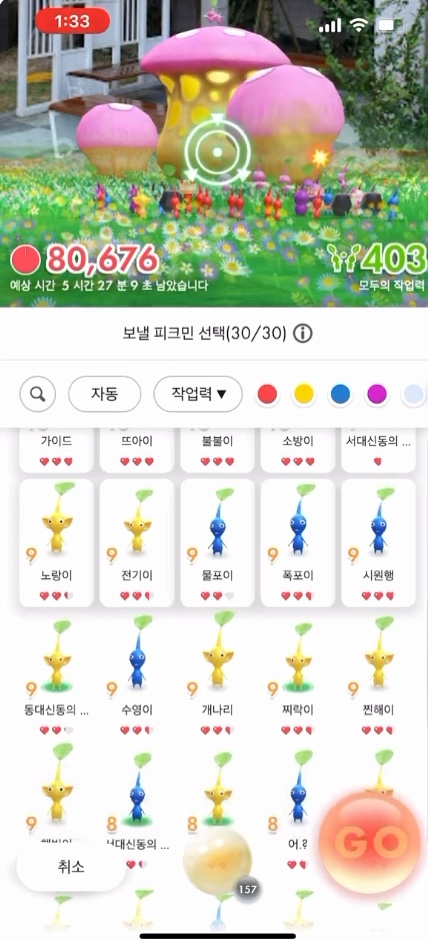 1:33
80,676
403
예상 시간 5 시간 27 분 9 초 남았습니다
모두의 작업력
보낼 피크민 선택(30/30)
자동 작업력 ▼
가이드 뜨아이 불불이 소방이 서대신동의 ...
9 9 9 9 9
노랑이 전기이 물포이 폭포이 시원행
9 9 9 9 9
동대신동의 ... 수영이 개나리 찌락이 찐해이
9 8 8 8
서대신동의 ...
취소
157
GO